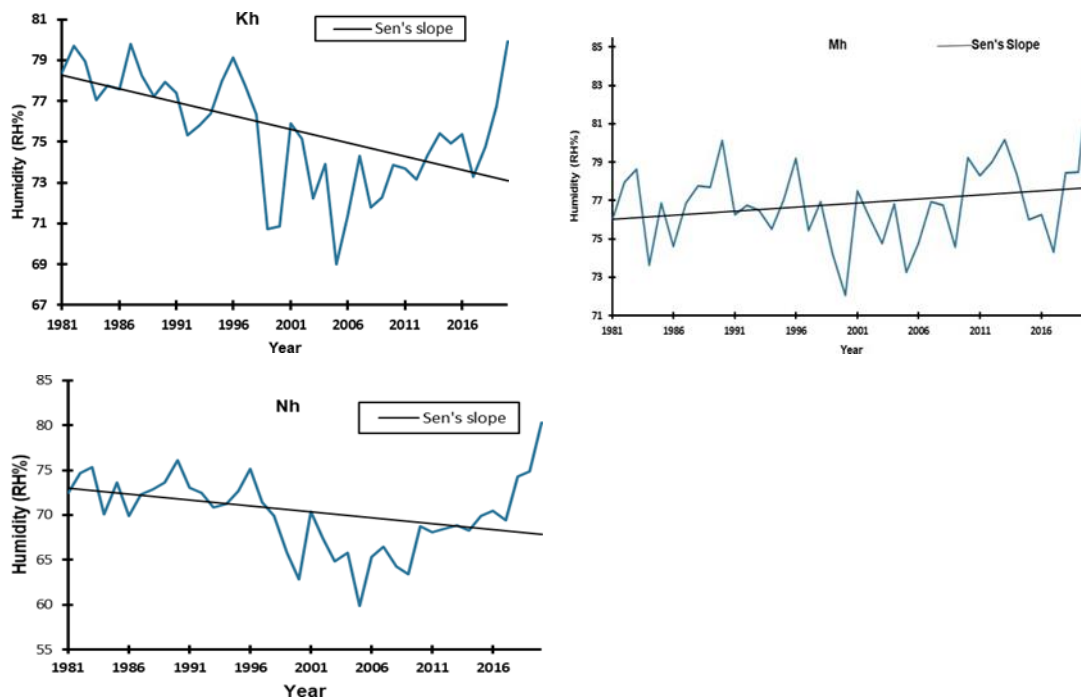 Kh
Sen's slope
Humidity (RH%)
81
79
77
75
73
71
69
67
1981 1986 1991 1996 2001 2006 2011 2016
Year
Mh
Sen's Slope
Humidity (RH%)
85
83
81
79
77
75
73
71
1981 1986 1991 1996 2001 2006 2011 2016
Year
Nh
Sen's slope
Humidity (RH%)
85
80
75
70
65
60
55
1981 1986 1991 1996 2001 2006 2011 2016
Year